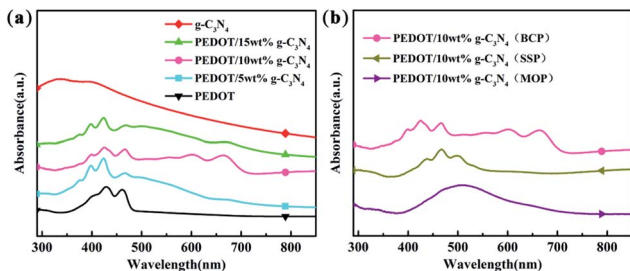 (a)
g-C₃N₄
PEDOT/15wt% g-C₃N₄
PEDOT/10wt% g-C₃N₄
PEDOT/5wt% g-C₃N₄
PEDOT
Absorbance(a.u.)
300 400 500 600 700 800
Wavelength(nm)
(b)
PEDOT/10wt% g-C₃N₄（BCP）
PEDOT/10wt% g-C₃N₄（SSP）
PEDOT/10wt% g-C₃N₄（MOP）
Absorbance(a.u.)
300 400 500 600 700 800
Wavelength(nm)